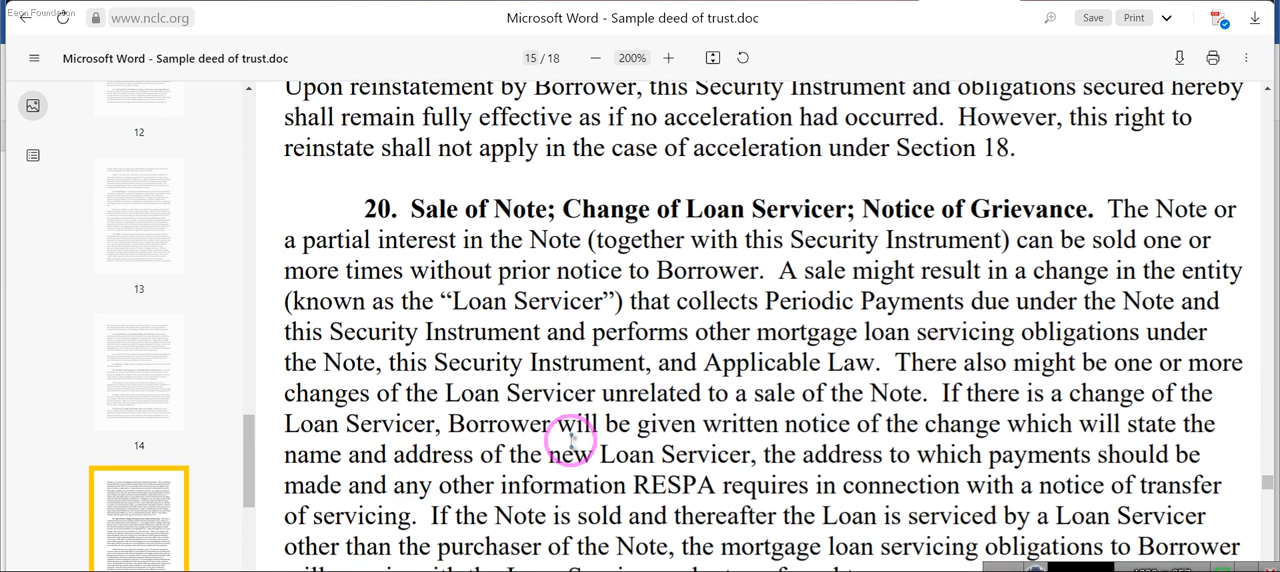 Eeon Foundation
www.nclc.org
Microsoft Word - Sample deed of trust.doc
Save
Print
Microsoft Word - Sample deed of trust.doc
15 / 18
200%
12
13
14
Upon reinstatement by Borrower, this Security Instrument and obligations secured hereby
shall remain fully effective as if no acceleration had occurred. However, this right to
reinstate shall not apply in the case of acceleration under Section 18.
20. Sale of Note; Change of Loan Servicer; Notice of Grievance. The Note or
a partial interest in the Note (together with this Security Instrument) can be sold one or
more times without prior notice to Borrower. A sale might result in a change in the entity
(known as the “Loan Servicer”) that collects Periodic Payments due under the Note and
this Security Instrument and performs other mortgage loan servicing obligations under
the Note, this Security Instrument, and Applicable Law. There also might be one or more
changes of the Loan Servicer unrelated to a sale of the Note. If there is a change of the
Loan Servicer, Borrower will be given written notice of the change which will state the
name and address of the new Loan Servicer, the address to which payments should be
made and any other information RESPA requires in connection with a notice of transfer
of servicing. If the Note is sold and thereafter the Loan is serviced by a Loan Servicer
other than the purchaser of the Note, the mortgage loan servicing obligations to Borrower